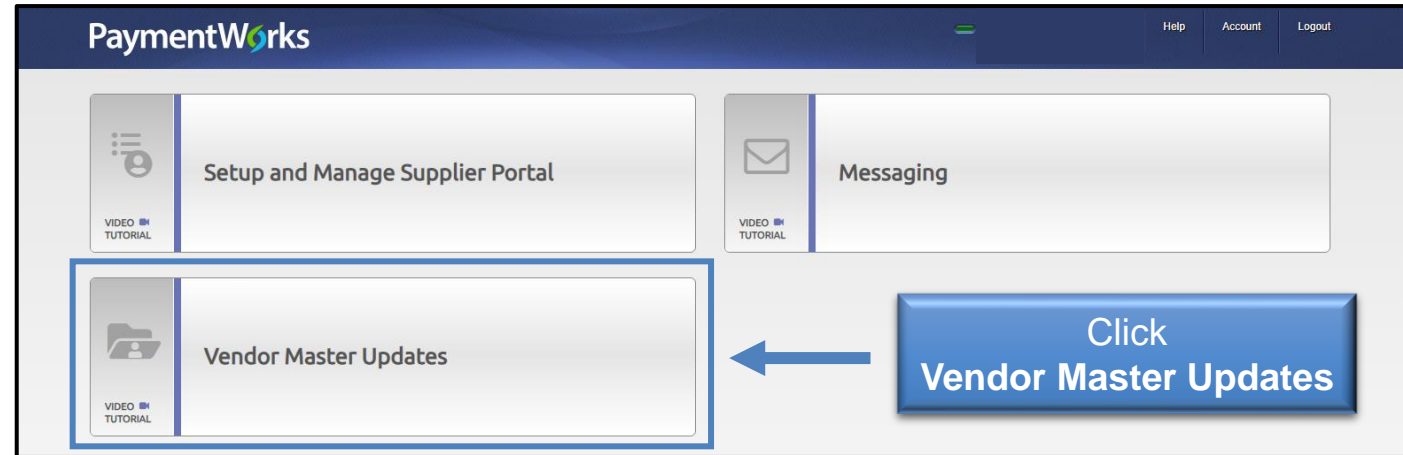 PaymentWorks
Help Account Logout
Setup and Manage Supplier Portal
VIDEO
TUTORIAL
Messaging
VIDEO
TUTORIAL
Vendor Master Updates
VIDEO
TUTORIAL
Click
Vendor Master Updates